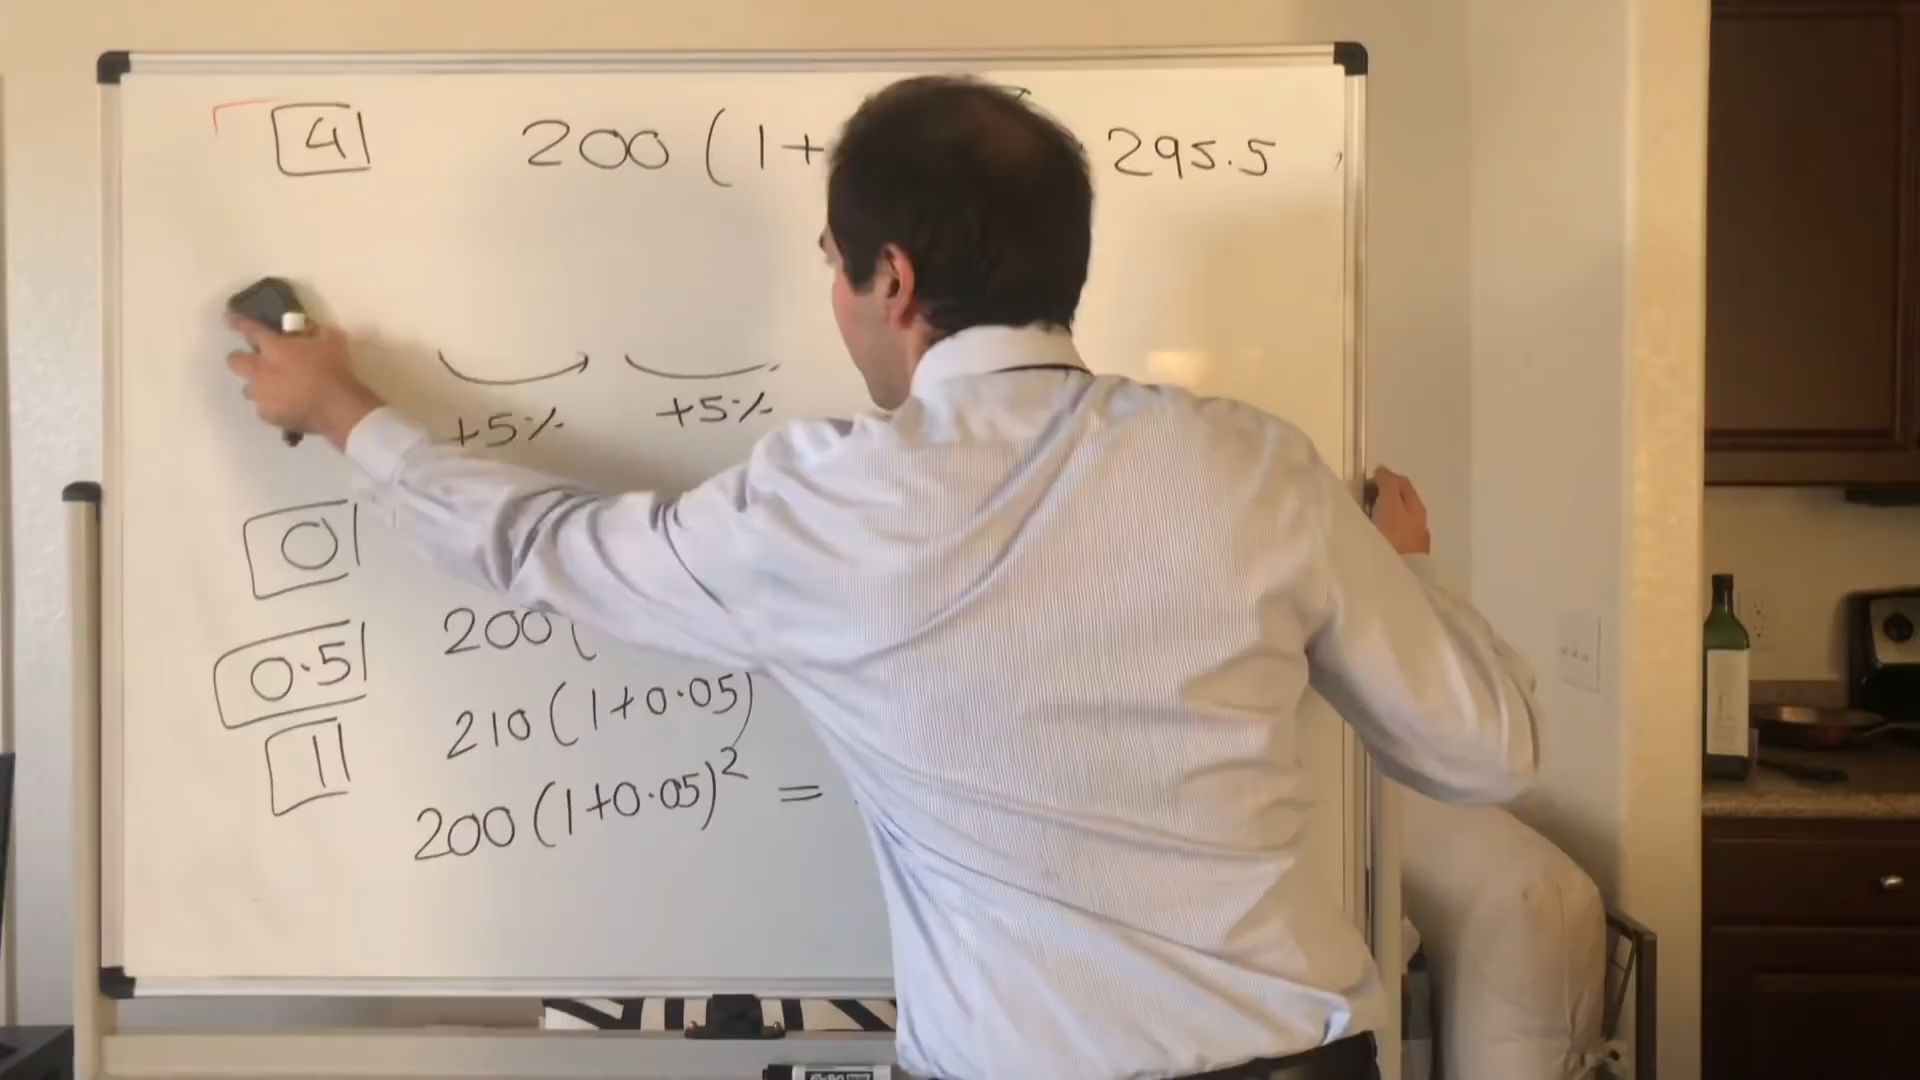 4 200 (1+ 295.5
+5% +5%
0
0.5 200 (
210 (1+0.05)
1
200 (1+0.05)² =